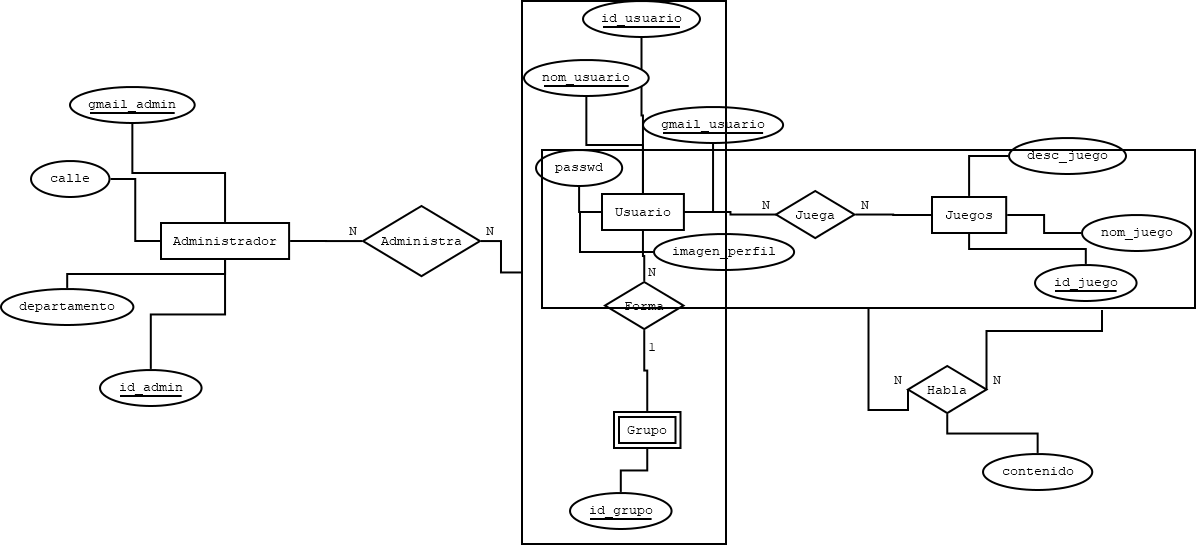 id_usuario
nom_usuario
gmail_admin
gmail_usuario
desc_juego
passwd
calle
N
N
Usuario
Juega
Juegos
nom_juego
N
N
Administrador
Administra
imagen_perfil
N
id_juego
departamento
Forma
1
N
N
id_admin
Habla
Grupo
contenido
id_grupo